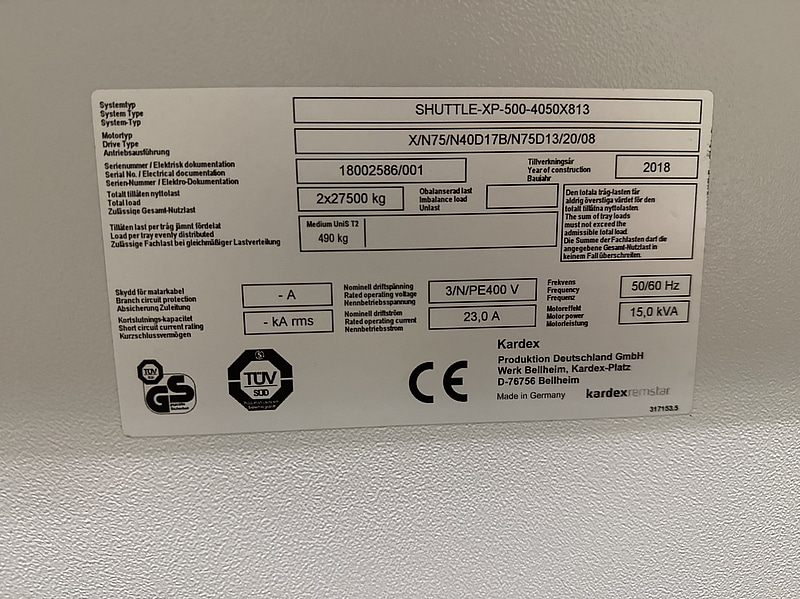 Systemtyp
System Type
System-Typ
SHUTTLE-XP-500-4050X813
Motortyp
Drive Type
Antriebsausführung
X/N75/N40D17B/N75D13/20/08
Serienummer / Elektrisk dokumentation
Serial No. / Electrical documentation
Serien-Nummer / Elektro-Dokumentation
18002586/001
Tillverkningsår
Year of construction
Baujahr
2018
Totalt tillåten nyttolast
Total load
Zulässige Gesamt-Nutzlast
2x27500 kg
Obalanserad last
Imbalance load
Unlast
Den totala tråg-lasten får
aldrig överstiga värdet för den
totalt tillåtna nyttolasten.
The sum of tray loads
must not exceed the
admissible total load.
Die Summe der Fachlasten darf die
angegebene Gesamt-Nutzlast in
keinem Fall überschreiten.
Tillåten last per tråg jämnt fördelat
Load per tray evenly distributed
Zulässige Fachlast bei gleichmäßiger Lastverteilung
Medium UniS T2
490 kg
Skydd för matarkabel
Branch circuit protection
Absicherung Zuleitung
- A
Nominell driftspänning
Rated operating voltage
Nennbetriebsspannung
3/N/PE400 V
Frekvens
Frequency
Frequenz
50/60 Hz
Kortslutnings-kapacitet
Short circuit current rating
Kurzschlussvermögen
- kA rms
Nominell driftström
Rated operating current
Nennbetriebsstrom
23,0 A
Motoreffekt
Motor power
Motorleistung
15,0 kVA
Kardex
Produktion Deutschland GmbH
Werk Bellheim, Kardex-Platz
D-76756 Bellheim
Made in Germany
kardexremstar
317153.5
TÜV
SÜD
GS
TÜV
SÜD
CE